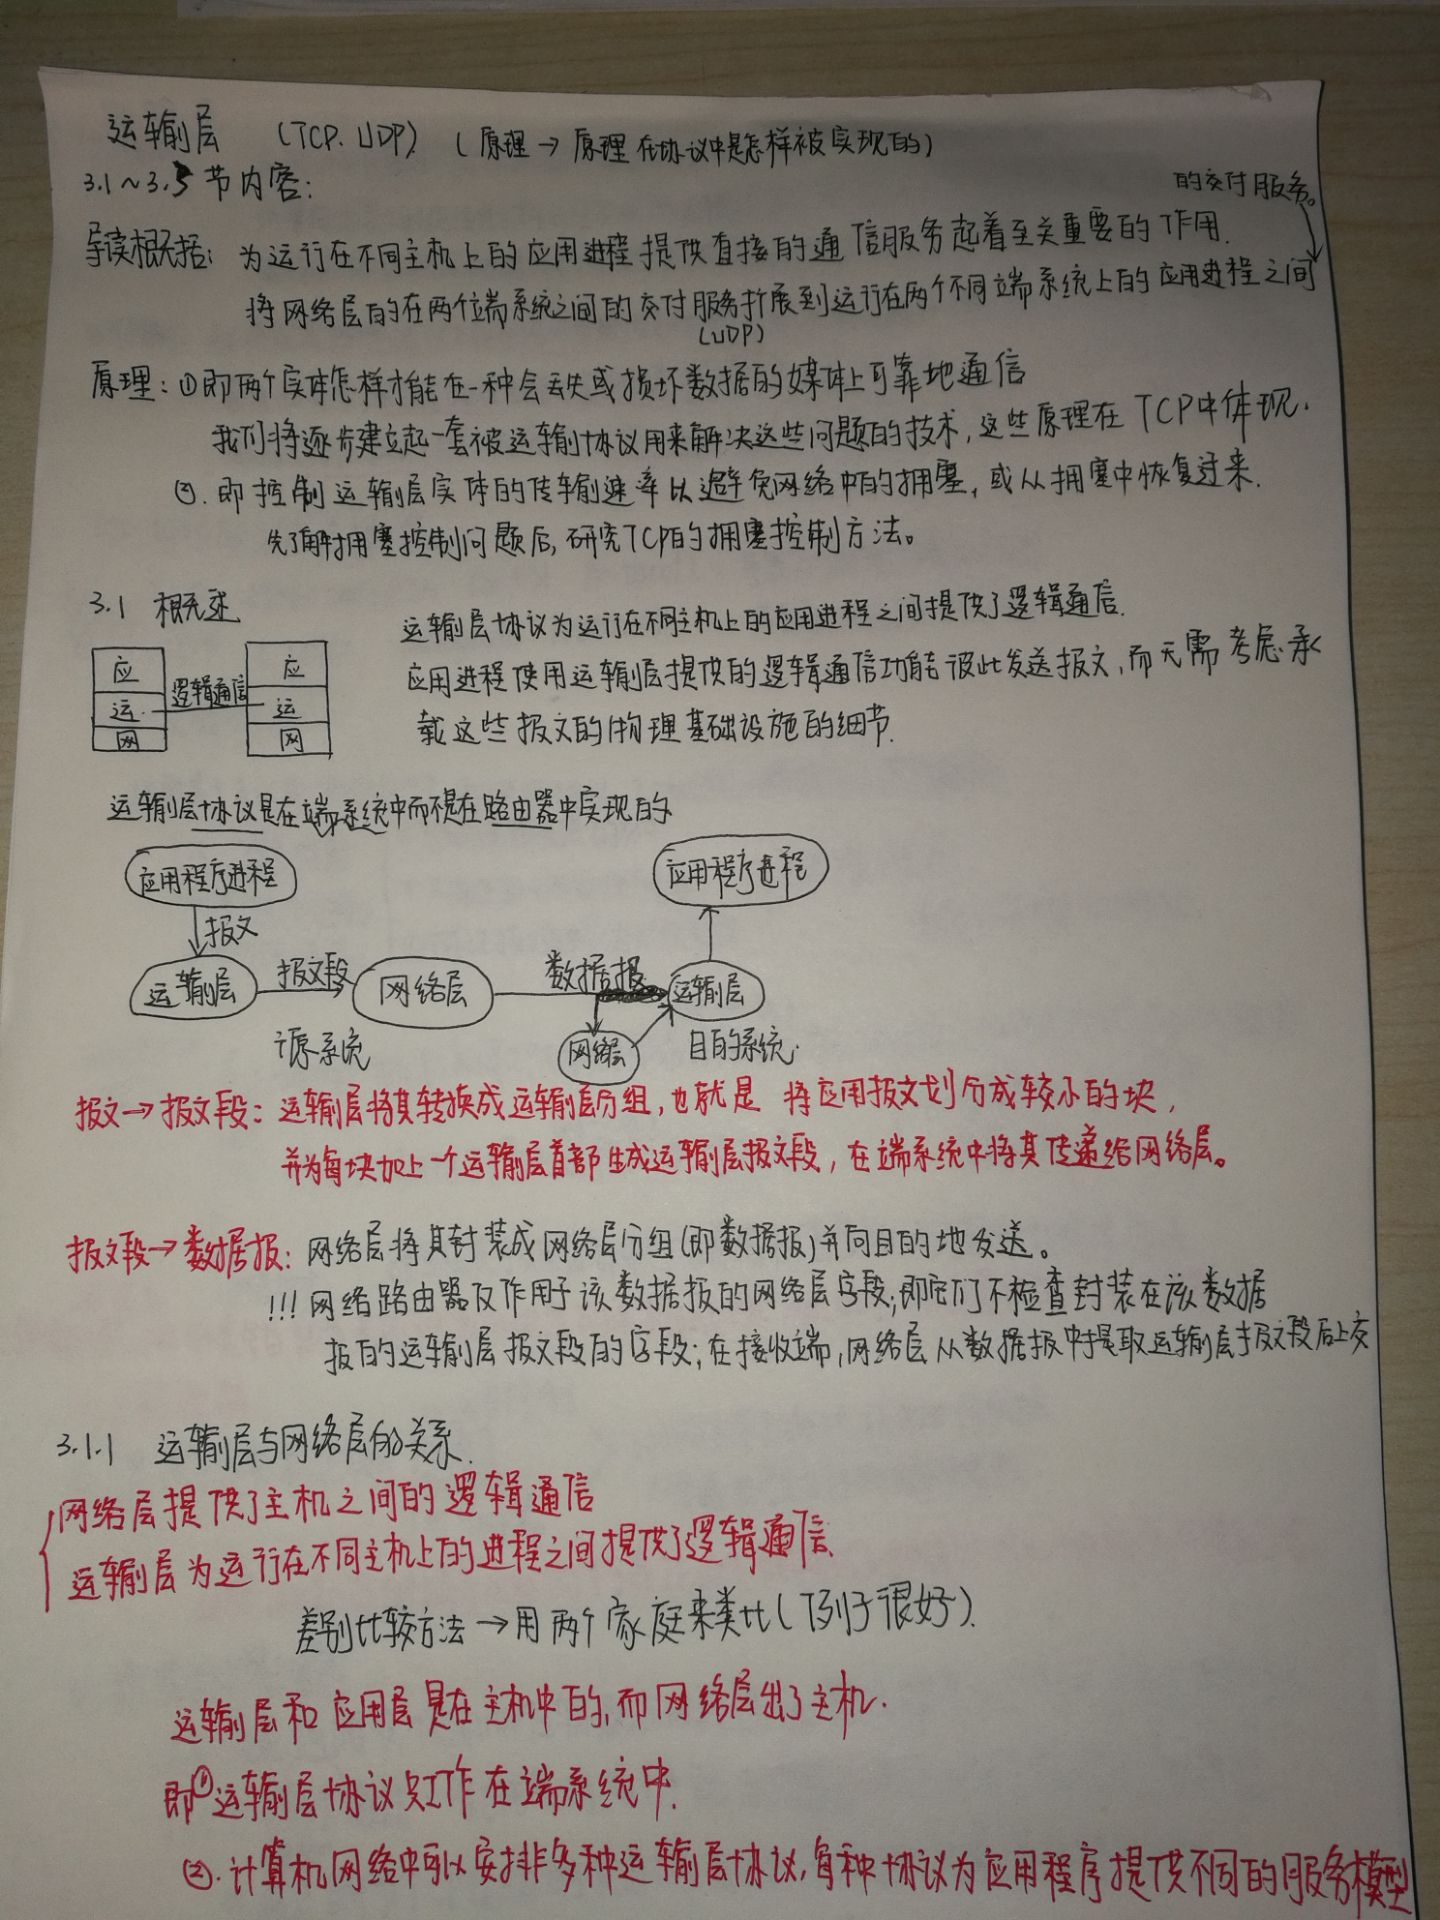 运输层 (TCP. UDP) (原理→原理在协议中是怎样被实现的)
3.1~3.5节内容:
的交付服务。
导读概括: 为运行在不同主机上的应用进程提供直接的通信服务起着至关重要的作用.
将网络层的在两个端系统之间的交付服务扩展到运行在两个不同端系统上的应用进程之间
(UDP)
原理: ①即两个实体怎样才能在一种会丢失或损坏数据的媒体上可靠地通信
我们将逐步建立起一套被运输协议用来解决这些问题的技术,这些原理在TCP中体现.
②.即控制运输层实体的传输速率以避免网络中的拥塞,或从拥塞中恢复过来.
先了解拥塞控制问题后,研究TCP的拥塞控制方法。
3.1 概述
运输层协议为运行在不同主机上的应用进程之间提供了逻辑通信.
应用进程使用运输层提供的逻辑通信功能彼此发送报文,而无需考虑承
载这些报文的物理基础设施的细节.
应 应
运 逻辑通信 运
网 网
运输层协议是在端系统中而不是在路由器中实现的
应用程序进程 应用程序进程
报文
运输层 报文段 网络层 数据报 运输层
源系统 网络层 目的系统.
报文→报文段: 运输层将其转换成运输层分组,也就是 将应用报文划分成较小的块,
并为每块加上一个运输层首部生成运输层报文段,在端系统中将其传递给网络层。
报文段→数据报: 网络层将其封装成网络层分组(即数据报)并向目的地发送。
!!! 网络路由器仅作用于该数据报的网络层字段;即它们不检查封装在该数据
报的运输层报文段的字段;在接收端,网络层从数据报中提取运输层报文段后上交
3.1.1 运输层与网络层的关系.
网络层提供了主机之间的逻辑通信
运输层为运行在不同主机上的进程之间提供了逻辑通信.
差别比较方法→用两个家庭来类比(例子很好).
运输层和应用层是在主机中的,而网络层出了主机.
即①运输层协议只工作在端系统中.
②.计算机网络中可以安排多种运输层协议,每种协议为应用程序提供不同的服务模型